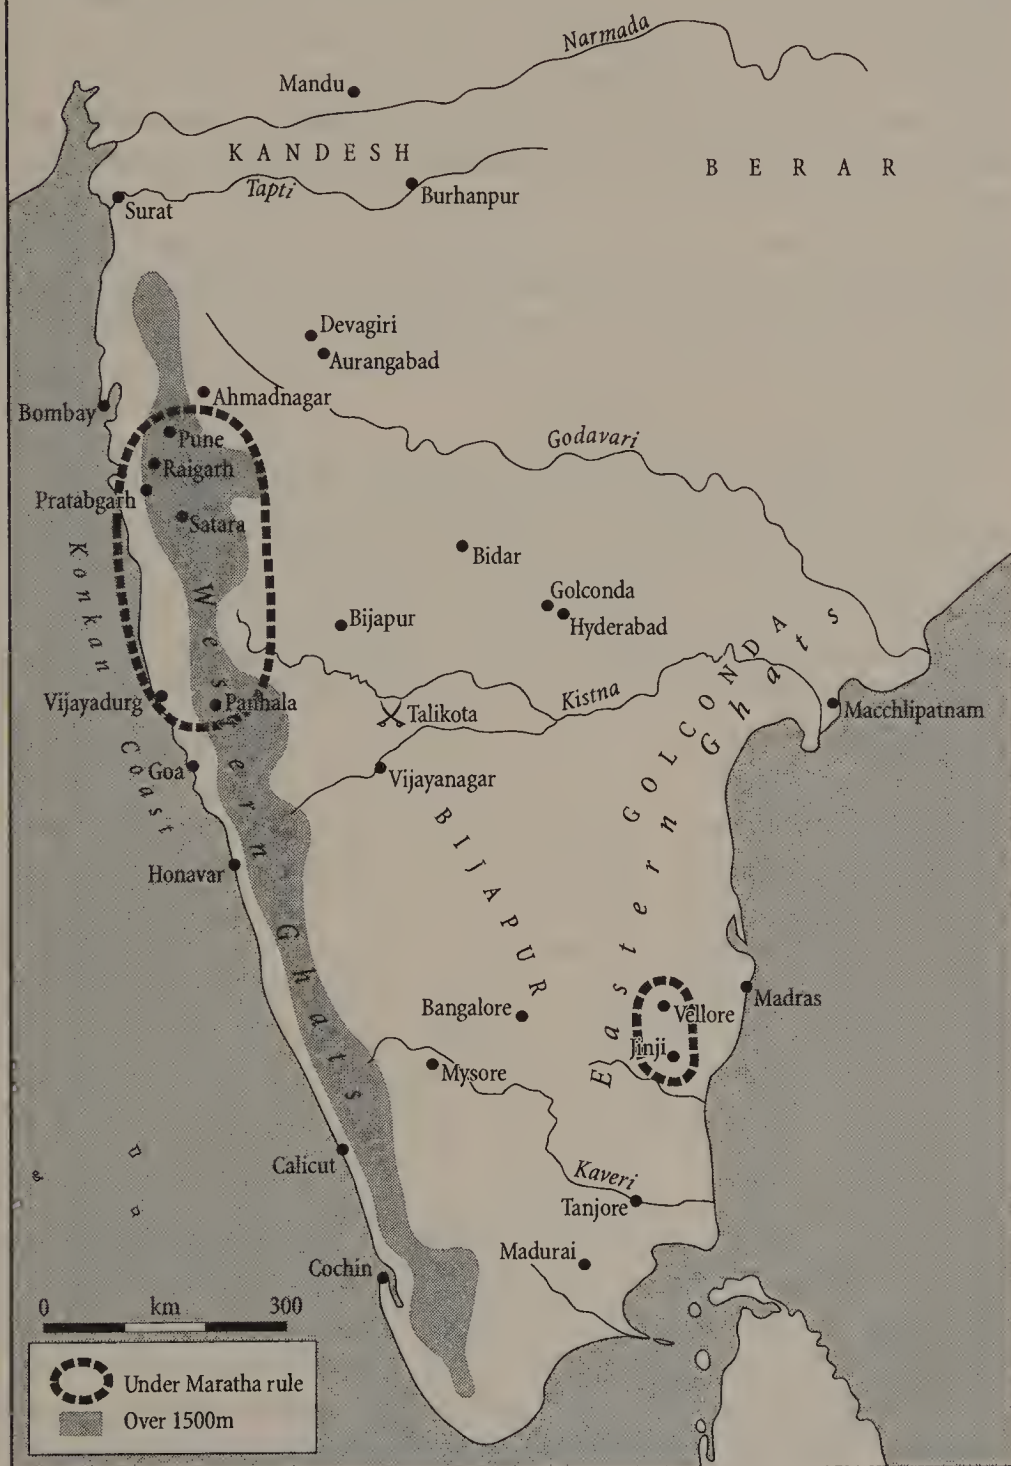 Narmada
Mandu
KANDESH
BERAR
Tapti
Burhanpur
Surat
Devagiri
Aurangabad
Ahmadnagar
Bombay
Pune
Godavari
Raigarh
Pratabgarh
Satara
Konkan Coast
Bidar
Golconda
Hyderabad
Bijapur
Western Ghats
Eastern Ghats
GOLCONDA
Kistna
Vijayadurg
Panhala
Talikota
Macchlipatnam
Goa
Vijayanagar
BIJAPUR
Honavar
Bangalore
Vellore
Madras
Jinji
Mysore
Calicut
Kaveri
Tanjore
Madurai
Cochin
0 km 300
Under Maratha rule
Over 1500m